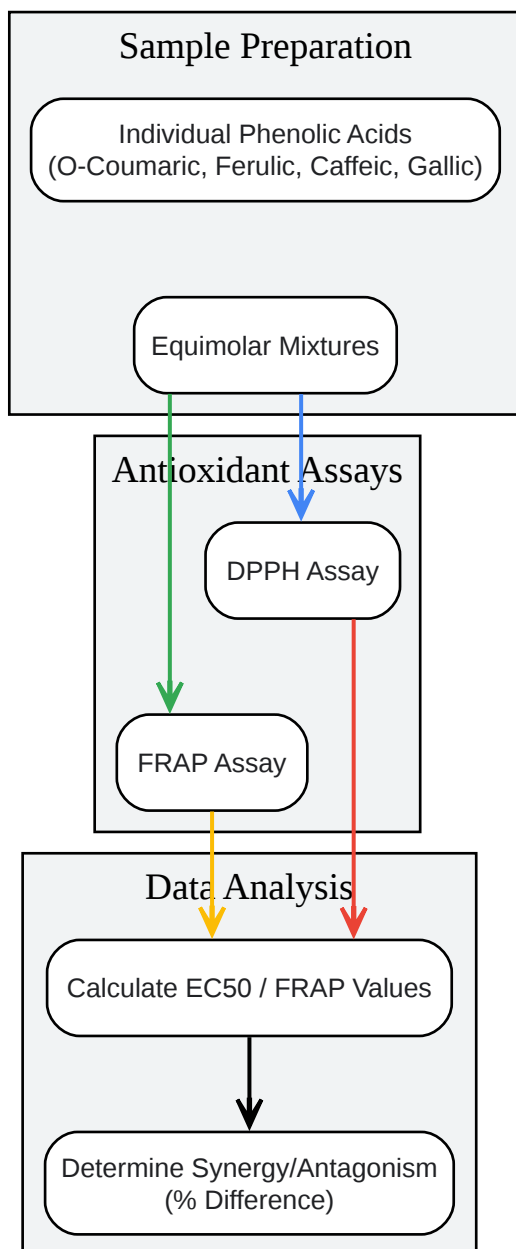 Sample Preparation
Individual Phenolic Acids
(O-Coumaric, Ferulic, Caffeic, Gallic)
Equimolar Mixtures
Antioxidant Assays
DPPH Assay
FRAP Assay
Data Analysis
Calculate EC50 / FRAP Values
Determine Synergy/Antagonism
(% Difference)